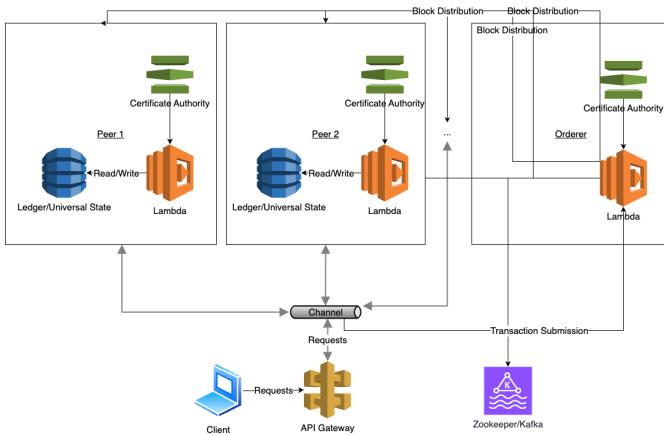 Block Distribution
Block Distribution
Block Distribution
Certificate Authority
Certificate Authority
Certificate Authority
Peer 1
Peer 2
...
Orderer
Read/Write
Read/Write
Ledger/Universal State
Lambda
Ledger/Universal State
Lambda
Lambda
Channel
Transaction Submission
Requests
Requests
Client
API Gateway
K
Zookeeper/Kafka